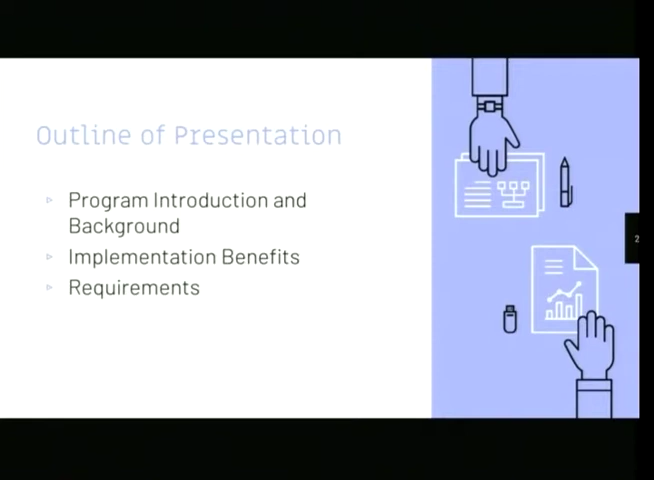 Outline of Presentation
▹ Program Introduction and
Background
▹ Implementation Benefits
▹ Requirements
2